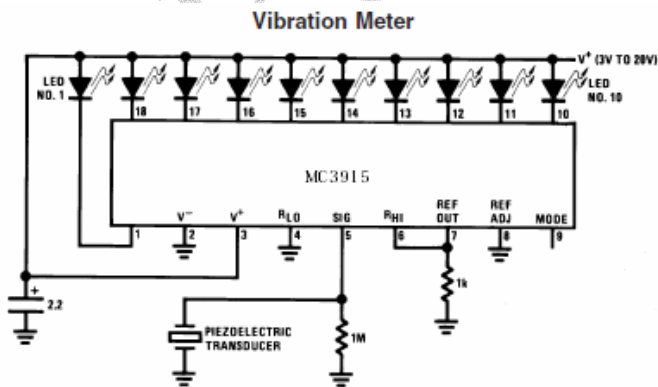 Vibration Meter
V+ (3V TO 20V)
LED
NO. 1
LED
NO. 10
18 17 16 15 14 13 12 11 10
MC3915
V− V+ RLO SIG RHI REF OUT REF ADJ MODE
1 2 3 4 5 6 7 8 9
+
2.2
PIEZOELECTRIC
TRANSDUCER
1M
1k